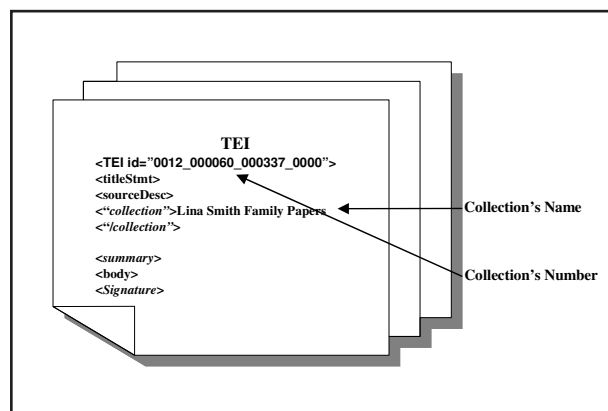 TEI
<TEI id=”0012_000060_000337_0000”>
<titleStmt>
<sourceDesc>
<“collection”>Lina Smith Family Papers
<“/collection”>
<summary>
<body>
<Signature>
Collection’s Name
Collection’s Number